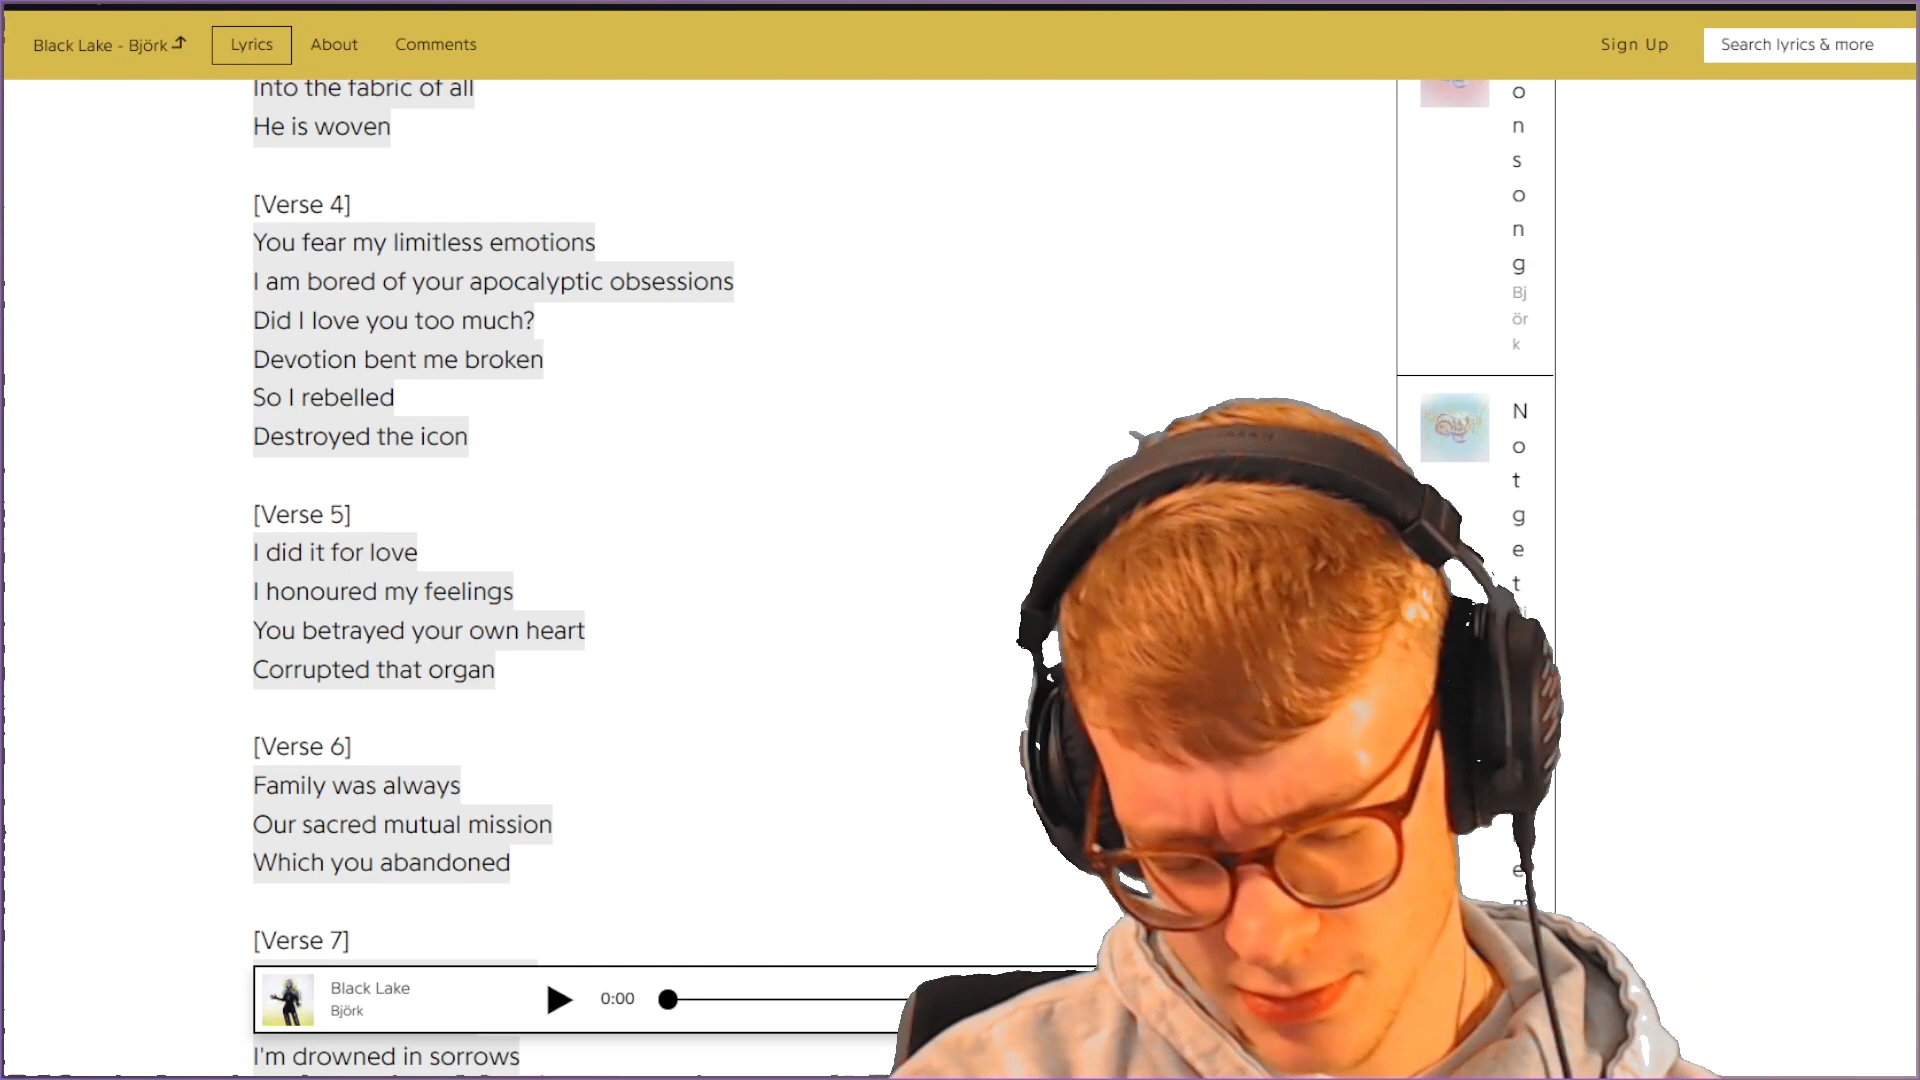 Black Lake - Björk
Lyrics
About
Comments
Sign Up
Search lyrics & more
Into the fabric of all
He is woven
[Verse 4]
You fear my limitless emotions
I am bored of your apocalyptic obsessions
Did I love you too much?
Devotion bent me broken
So I rebelled
Destroyed the icon
[Verse 5]
I did it for love
I honoured my feelings
You betrayed your own heart
Corrupted that organ
[Verse 6]
Family was always
Our sacred mutual mission
Which you abandoned
[Verse 7]
Black Lake
Björk
0:00
I'm drowned in sorrows
o
n
s
o
n
g
Bj
ör
k
N
o
t
g
e
t